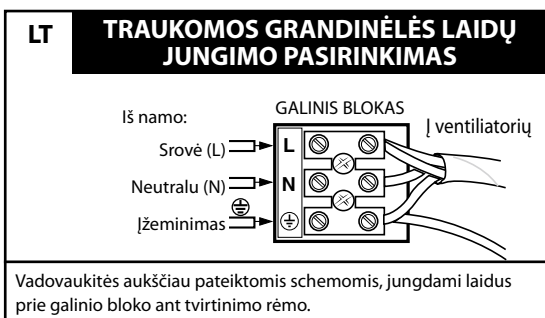 LT
TRAUKOMOS GRANDINĖLĖS LAIDŲ
JUNGIMO PASIRINKIMAS
GALINIS BLOKAS
Iš namo:
Į ventiliatorių
Srovė (L)
L
Neutralu (N)
N
Įžeminimas
Vadovaukitės aukščiau pateiktomis schemomis, jungdami laidus
prie galinio bloko ant tvirtinimo rėmo.